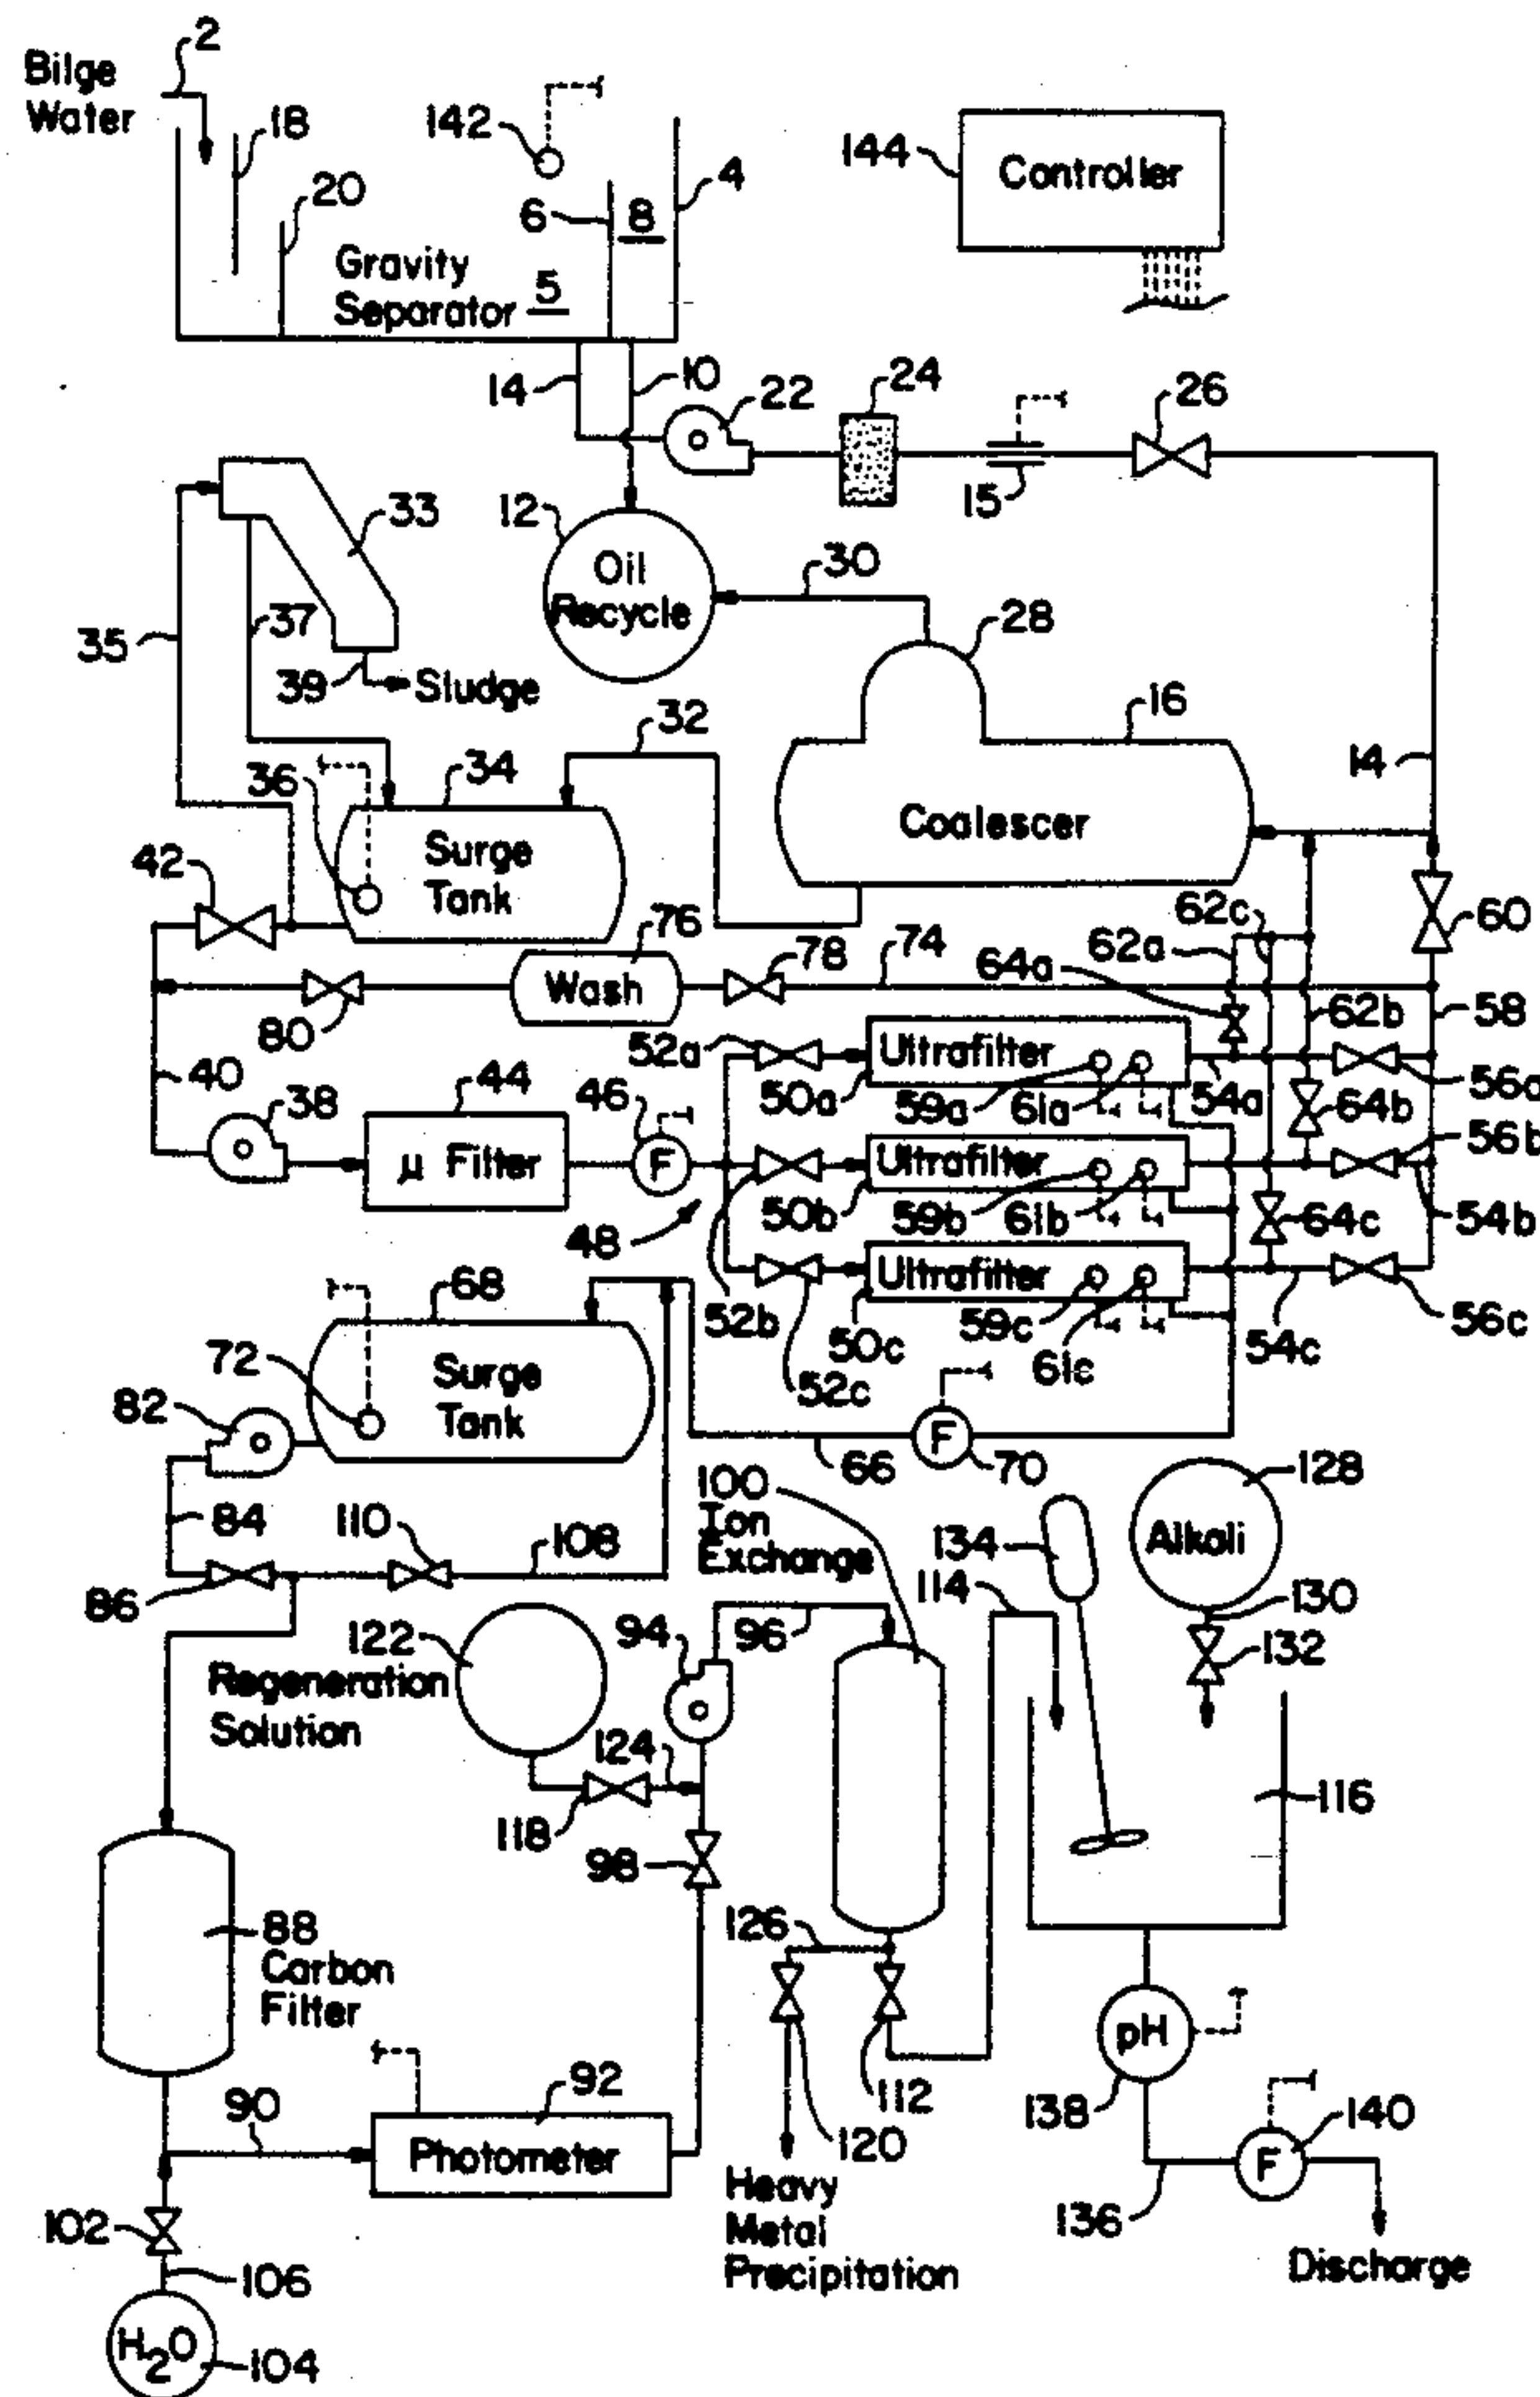 2
Bilge
Water
18
142
144
Controller
4
20
6
8
Gravity
Separator
5
14
10
22
24
26
15
12
33
Oil
Recycle
30
28
35
37
39
Sludge
32
16
14
36
34
Coalescer
Surge
Tank
42
62c
60
76
62a
64a
78
74
Wash
80
52a
Ultrafilter
62b
58
40
38
44
46
50a
59a
61a
54a
56a
64b
μ Filter
F
Ultrafilter
56b
48
50b
59b
61b
64c
54b
68
Ultrafilter
52b
50c
59c
56c
72
Surge
Tank
52c
61c
54c
82
F
66
70
128
100
Ion
Exchange
84
110
108
134
Alkali
86
114
130
122
94
96
132
Regeneration
Solution
124
118
116
98
88
Carbon
Filter
126
pH
92
112
138
140
90
Photometer
120
F
Heavy
Metal
Precipitation
136
102
Discharge
106
H2O
104